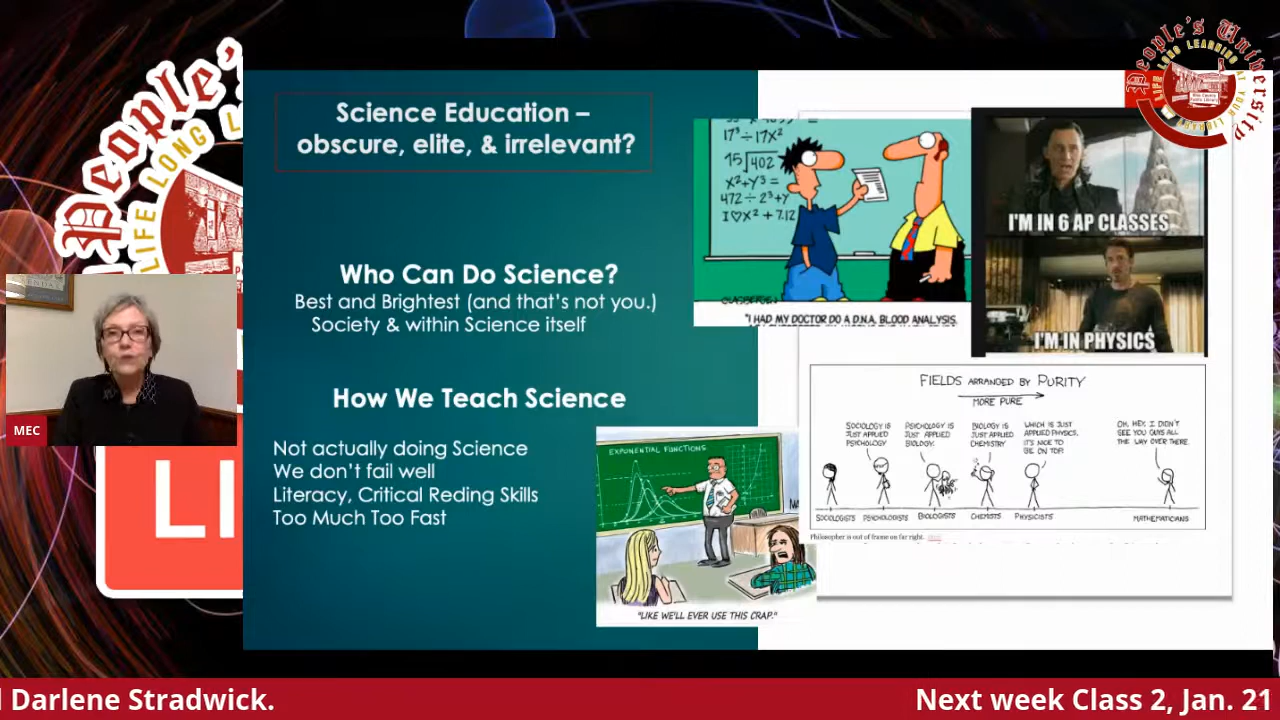 Science Education –
obscure, elite, & irrelevant?
Who Can Do Science?
Best and Brightest (and that's not you.)
Society & within Science itself
How We Teach Science
Not actually doing Science
We don't fail well
Literacy, Critical Reding Skills
Too Much Too Fast
17³ ÷ 17X²
15 402
X²+Y³ =
472 ÷ 2³+Y
I♡X² + 7.12
"I HAD MY DOCTOR DO A D.N.A. BLOOD ANALYSIS.
I'M IN 6 AP CLASSES
I'M IN PHYSICS
FIELDS ARRANGED BY PURITY
MORE PURE
SOCIOLOGY IS
JUST APPLIED
PSYCHOLOGY
PSYCHOLOGY IS
JUST APPLIED
BIOLOGY.
BIOLOGY IS
JUST APPLIED
CHEMISTRY
WHICH IS JUST
APPLIED PHYSICS.
IT'S NICE TO
BE ON TOP.
OH, HEY, I DIDN'T
SEE YOU GUYS ALL
THE WAY OVER THERE.
SOCIOLOGISTS
PSYCHOLOGISTS
BIOLOGISTS
CHEMISTS
PHYSICISTS
MATHEMATICIANS
Philosopher is out of frame on far right.
EXPONENTIAL FUNCTIONS
"LIKE WE'LL EVER USE THIS CRAP."
People's University
LIFE LONG LEARNING AT YOUR LIBRARY
People's
LIFE LONG L
LI
MEC
Darlene Stradwick.
Next week Class 2, Jan. 21